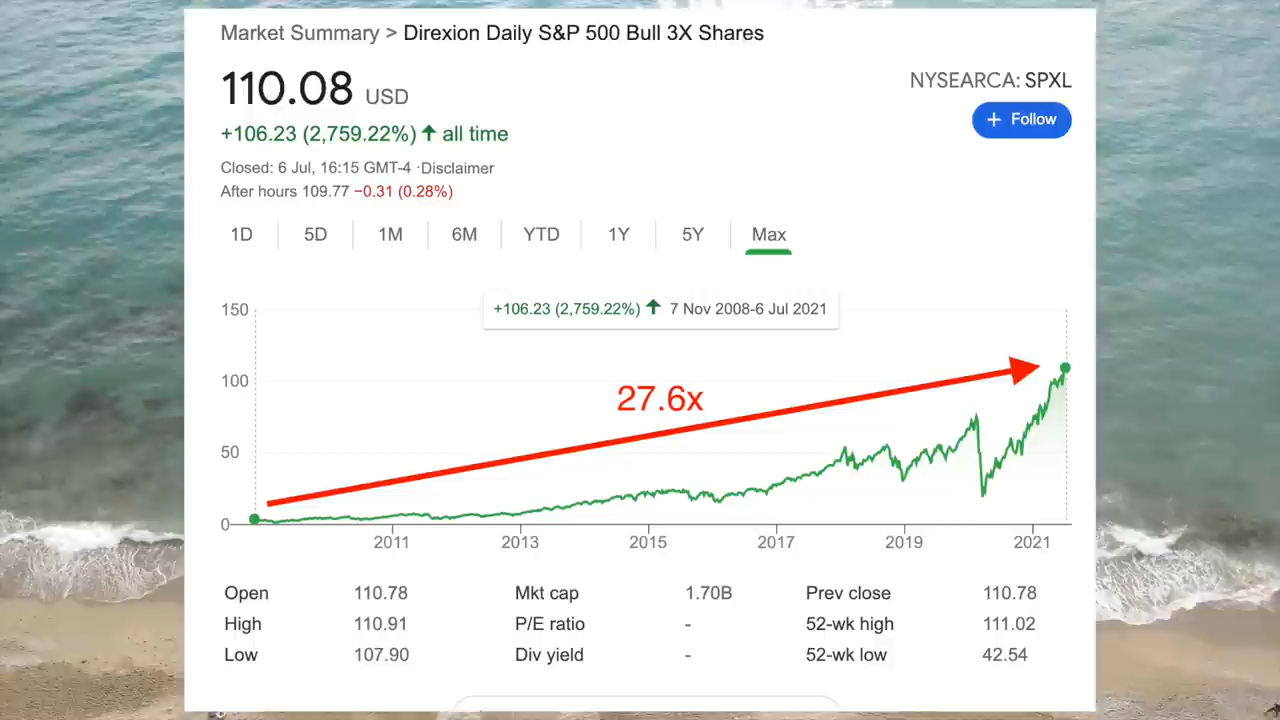 Market Summary > Direxion Daily S&P 500 Bull 3X Shares
110.08 USD
NYSEARCA: SPXL
+ Follow
+106.23 (2,759.22%) ↑ all time
Closed: 6 Jul, 16:15 GMT-4 ·Disclaimer
After hours 109.77 −0.31 (0.28%)
1D 5D 1M 6M YTD 1Y 5Y Max
+106.23 (2,759.22%) ↑ 7 Nov 2008-6 Jul 2021
150
100
50
0
27.6x
2011 2013 2015 2017 2019 2021
Open 110.78 Mkt cap 1.70B Prev close 110.78
High 110.91 P/E ratio - 52-wk high 111.02
Low 107.90 Div yield - 52-wk low 42.54